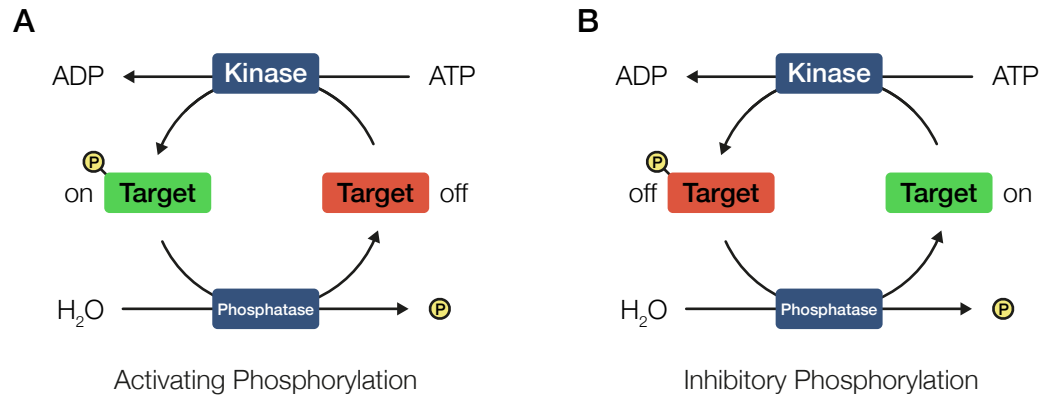 A
ADP
Kinase
ATP
P
on
Target
Target
off
H₂O
Phosphatase
P
Activating Phosphorylation
B
ADP
Kinase
ATP
P
off
Target
Target
on
H₂O
Phosphatase
P
Inhibitory Phosphorylation